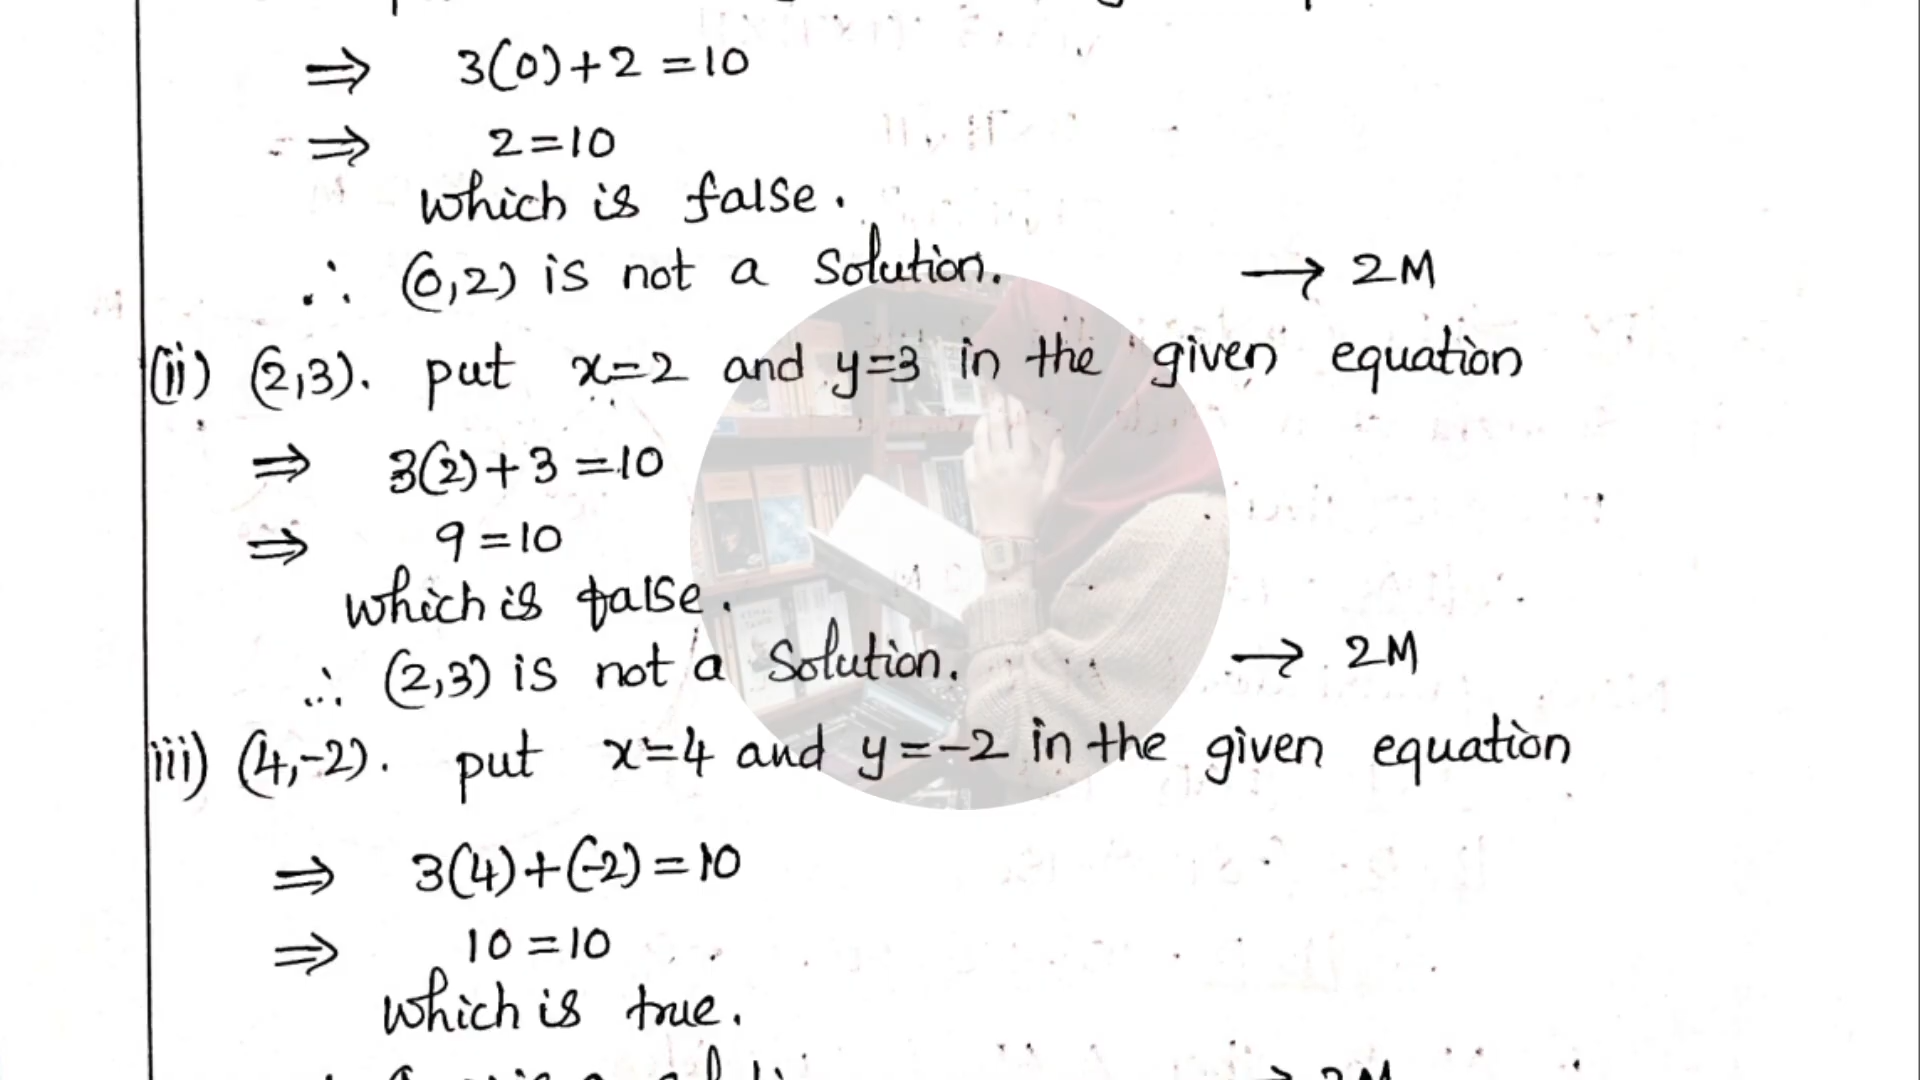 ⇒ 3(0)+2 =10
⇒ 2=10
which is false.
∴ (0,2) is not a solution. → 2M
(ii) (2,3). put x=2 and y=3 in the given equation
⇒ 3(2)+3 =10
⇒ 9=10
which is false.
∴ (2,3) is not a solution. → 2M
iii) (4,-2). put x=4 and y=-2 in the given equation
⇒ 3(4)+(-2)=10
⇒ 10=10
which is true.